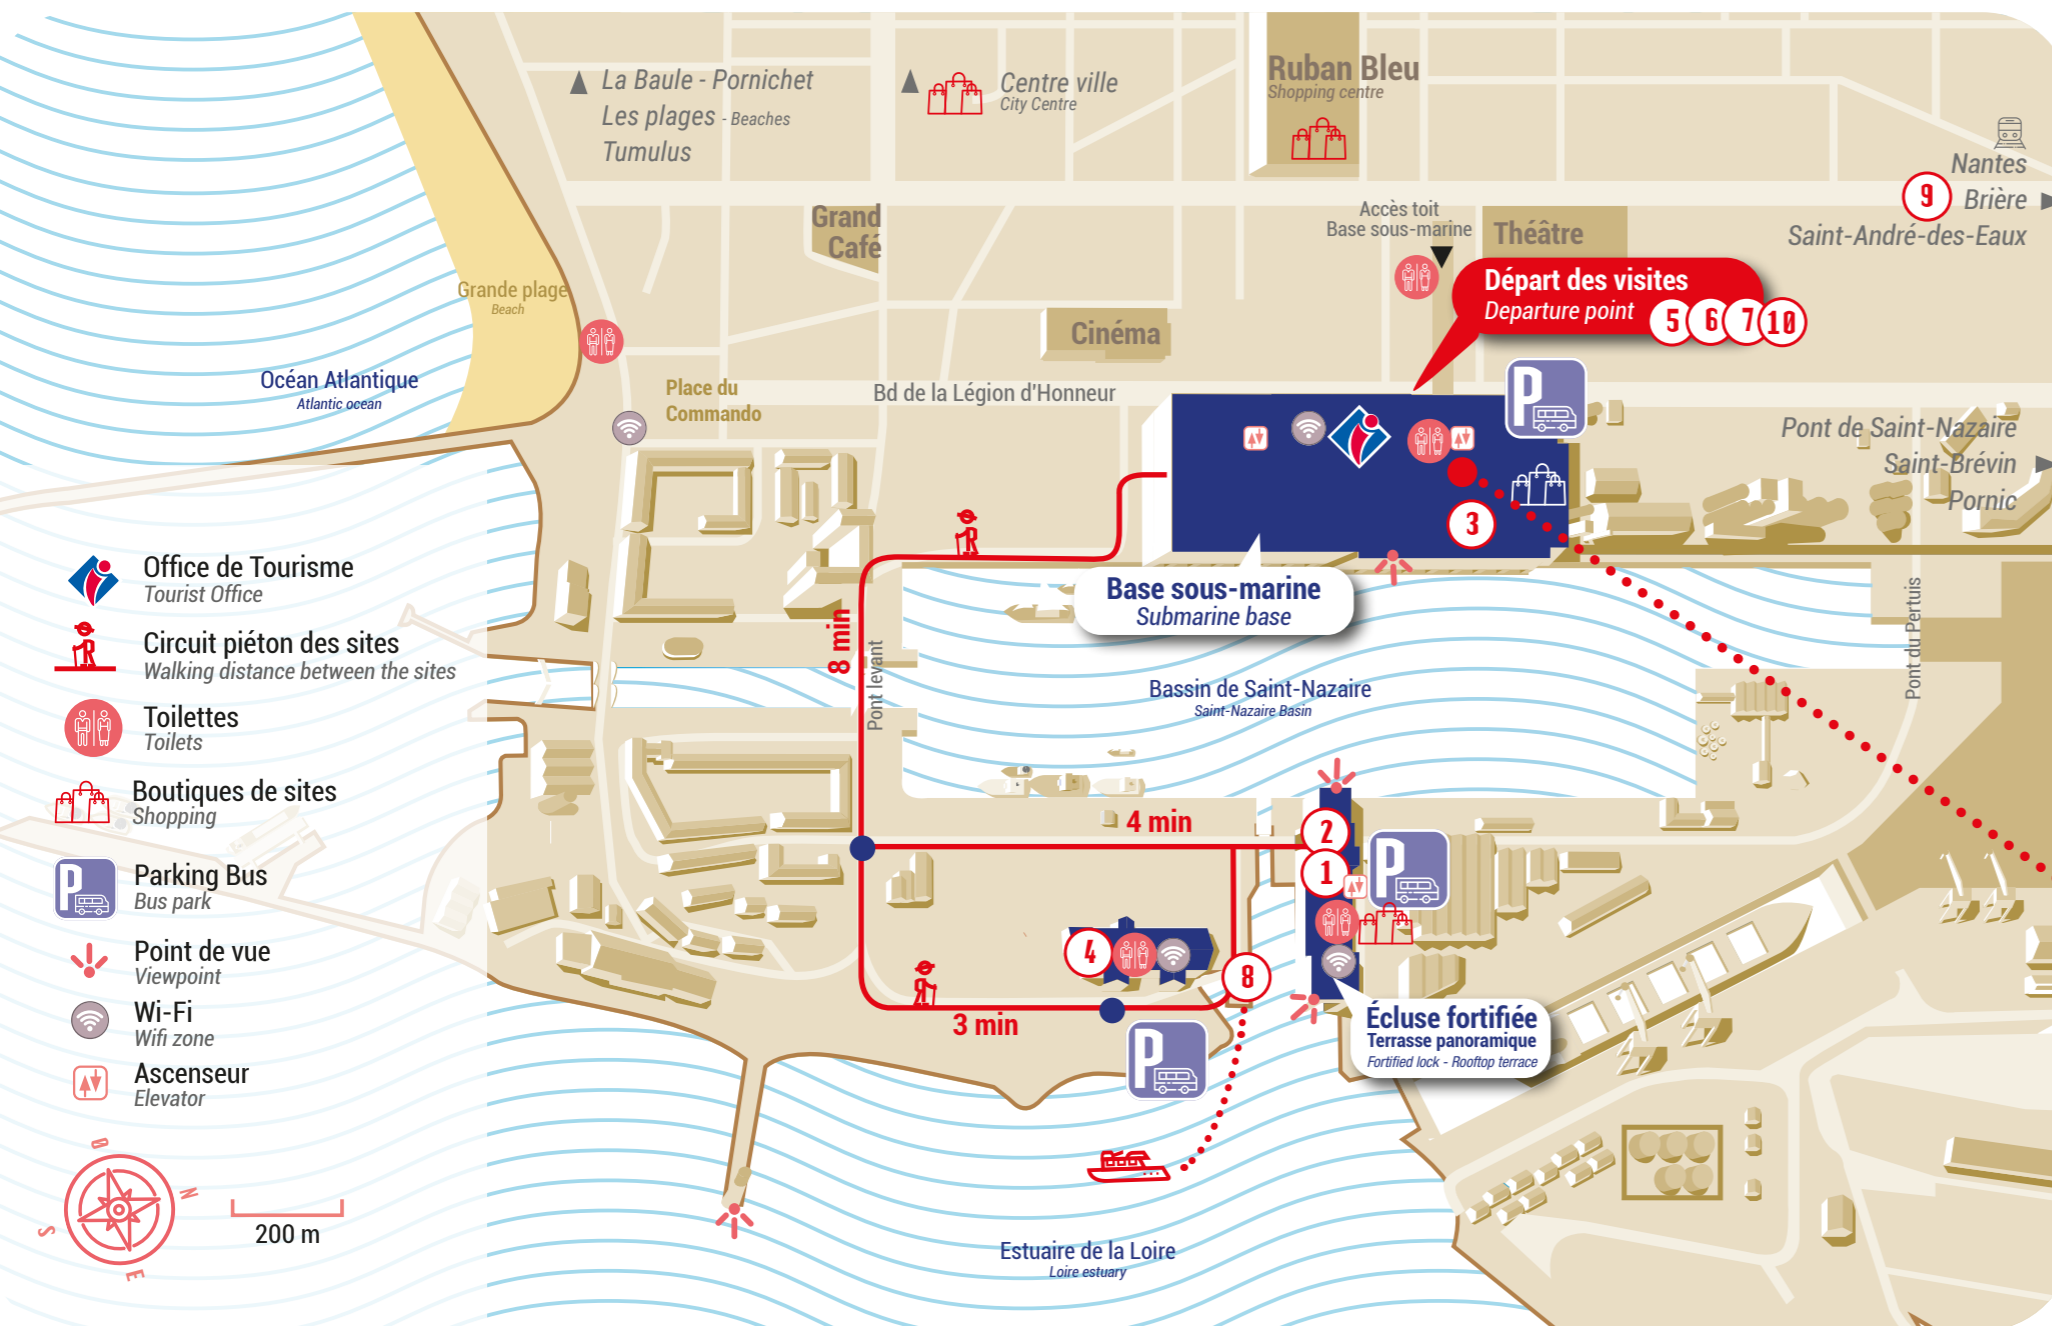 La Baule - Pornichet
Les plages - Beaches
Tumulus
Centre ville
City Centre
Ruban Bleu
Shopping centre
Nantes
9
Brière
Saint-André-des-Eaux
Grand
Café
Accès toit
Base sous-marine
Théâtre
Départ des visites
Departure point
5
6
7
10
Grande plage
Beach
Cinéma
Océan Atlantique
Atlantic ocean
Place du
Commando
Bd de la Légion d'Honneur
P
Pont de Saint-Nazaire
Saint-Brévin
Pornic
3
Base sous-marine
Submarine base
8 min
Pont levant
Pont du Pertuis
Bassin de Saint-Nazaire
Saint-Nazaire Basin
4 min
2
1
P
4
8
3 min
P
Écluse fortifiée
Terrasse panoramique
Fortified lock - Rooftop terrace
Estuaire de la Loire
Loire estuary
Office de Tourisme
Tourist Office
Circuit piéton des sites
Walking distance between the sites
Toilettes
Toilets
Boutiques de sites
Shopping
P
Parking Bus
Bus park
Point de vue
Viewpoint
Wi-Fi
Wifi zone
Ascenseur
Elevator
O
N
S
E
200 m